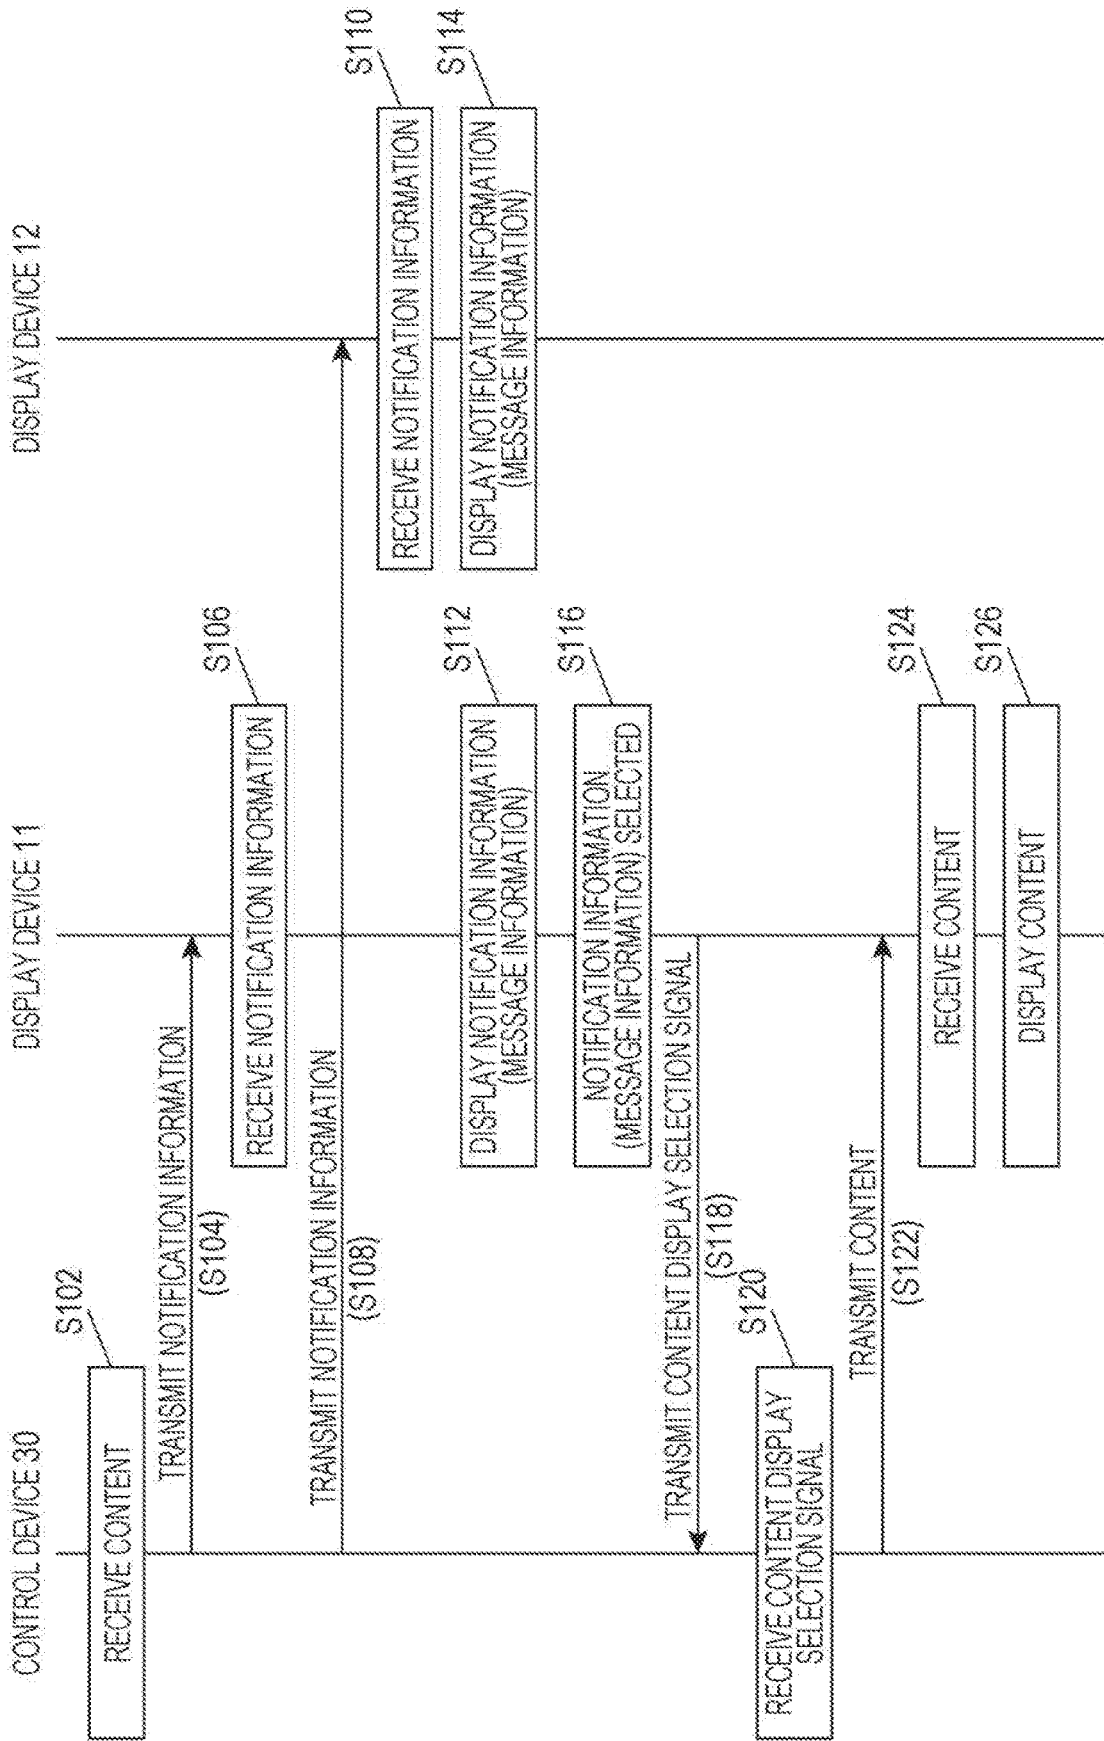 CONTROL DEVICE 30
DISPLAY DEVICE 11
DISPLAY DEVICE 12
S102
RECEIVE CONTENT
TRANSMIT NOTIFICATION INFORMATION
(S104)
S106
RECEIVE NOTIFICATION INFORMATION
TRANSMIT NOTIFICATION INFORMATION
(S108)
S110
RECEIVE NOTIFICATION INFORMATION
S112
DISPLAY NOTIFICATION INFORMATION
(MESSAGE INFORMATION)
S114
DISPLAY NOTIFICATION INFORMATION
(MESSAGE INFORMATION)
S116
NOTIFICATION INFORMATION
(MESSAGE INFORMATION) SELECTED
TRANSMIT CONTENT DISPLAY SELECTION SIGNAL
(S118)
S120
RECEIVE CONTENT DISPLAY
SELECTION SIGNAL
TRANSMIT CONTENT
(S122)
S124
RECEIVE CONTENT
S126
DISPLAY CONTENT